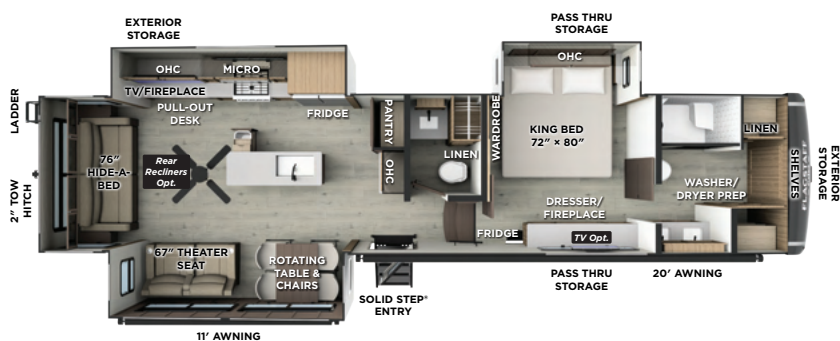 EXTERIOR
STORAGE
PASS THRU
STORAGE
OHC
MICRO
OHC
TV/FIREPLACE
PULL-OUT
DESK
FRIDGE
LADDER
2" TOW
HITCH
76"
HIDE-A-
BED
Rear
Recliners
Opt.
PANTRY
OHC
LINEN
WARDROBE
KING BED
72" × 80"
LINEN
SHELVES
FLAGSTAFF
EXTERIOR
STORAGE
WASHER/
DRYER PREP
DRESSER/
FIREPLACE
FRIDGE
TV Opt.
67" THEATER
SEAT
ROTATING
TABLE &
CHAIRS
SOLID STEP®
ENTRY
PASS THRU
STORAGE
20' AWNING
11' AWNING